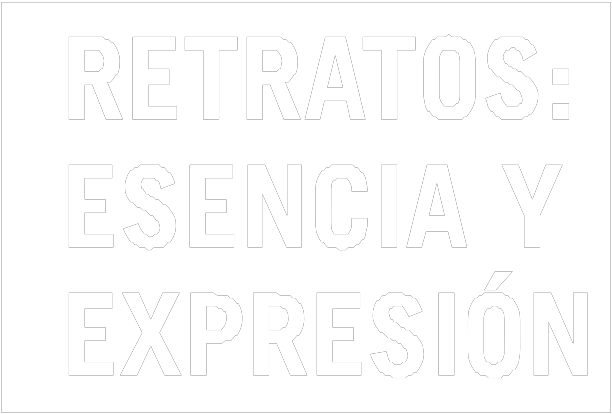 RETRATOS:
ESENCIA Y
EXPRESIÓN